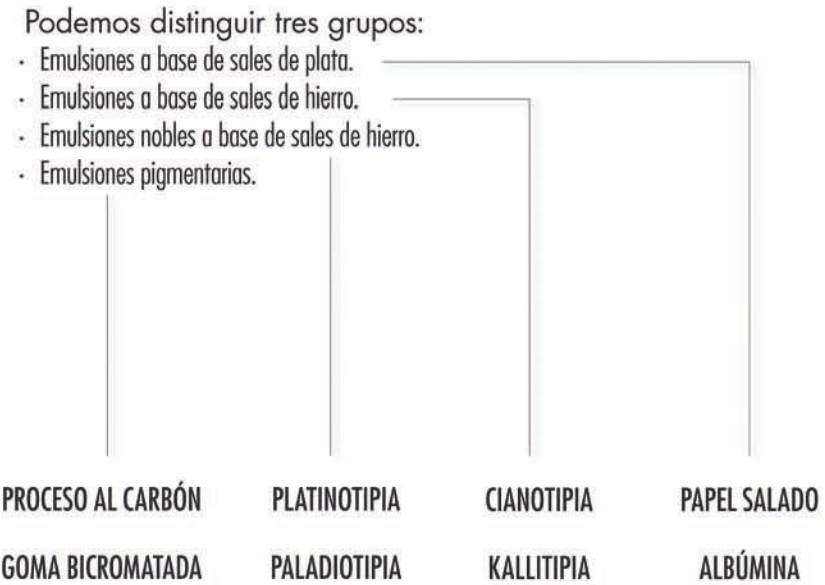 Podemos distinguir tres grupos:
· Emulsiones a base de sales de plata.
· Emulsiones a base de sales de hierro.
· Emulsiones nobles a base de sales de hierro.
· Emulsiones pigmentarias.
PROCESO AL CARBÓN PLATINOTIPIA CIANOTIPIA PAPEL SALADO
GOMA BICROMATADA PALADIOTIPIA KALLITIPIA ALBÚMINA